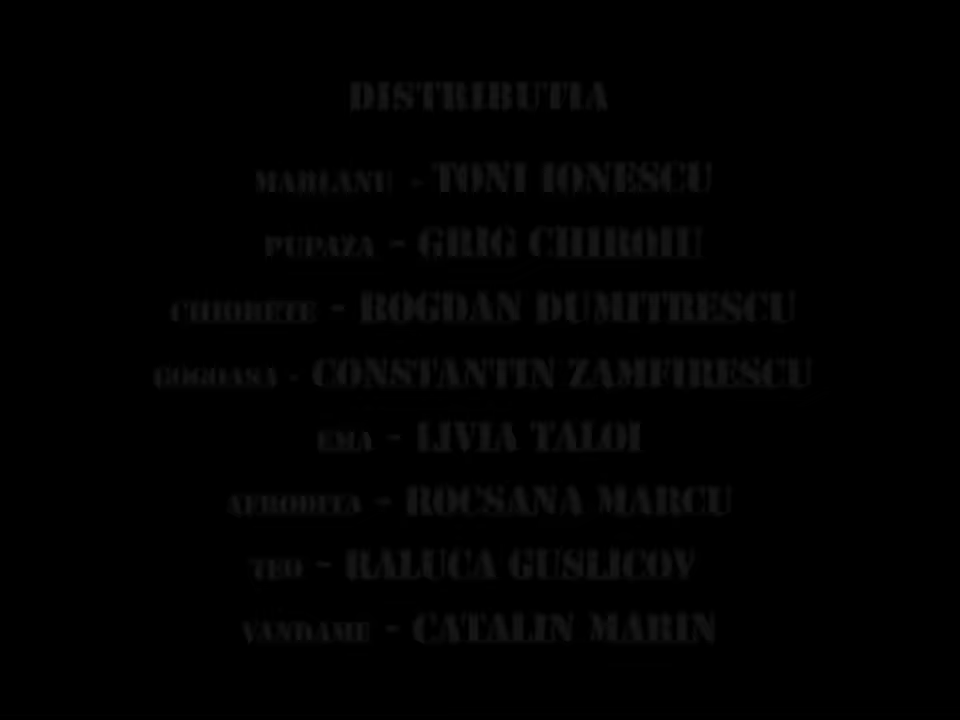 DISTRIBUTIA
MARLANU - TONI IONESCU
PUPAZA - GRIG CHIROIU
CHIORETE - BOGDAN DUMITRESCU
GOGOASA - CONSTANTIN ZAMFIRESCU
EMA - LIVIA TALOI
AFRODITA - ROCSANA MARCU
TEO - RALUCA GUSLICOV
VANDAME - CATALIN MARIN